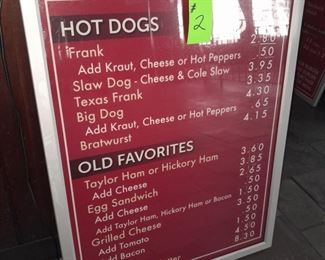 $
2
HOT DOGS
Frank 2.80
Add Kraut, Cheese or Hot Peppers .50
Slaw Dog - Cheese & Cole Slaw 3.95
Texas Frank 3.35
Big Dog 4.30
Add Kraut, Cheese or Hot Peppers .65
Bratwurst 4.15
OLD FAVORITES
Taylor Ham or Hickory Ham 3.60
Add Cheese 3.85
Egg Sandwich 2.65
Add Cheese .50
Add Taylor Ham, Hickory Ham or Bacon 1.50
Grilled Cheese 3.50
Add Tomato .50
Add Bacon 1.50
4.50
8.30